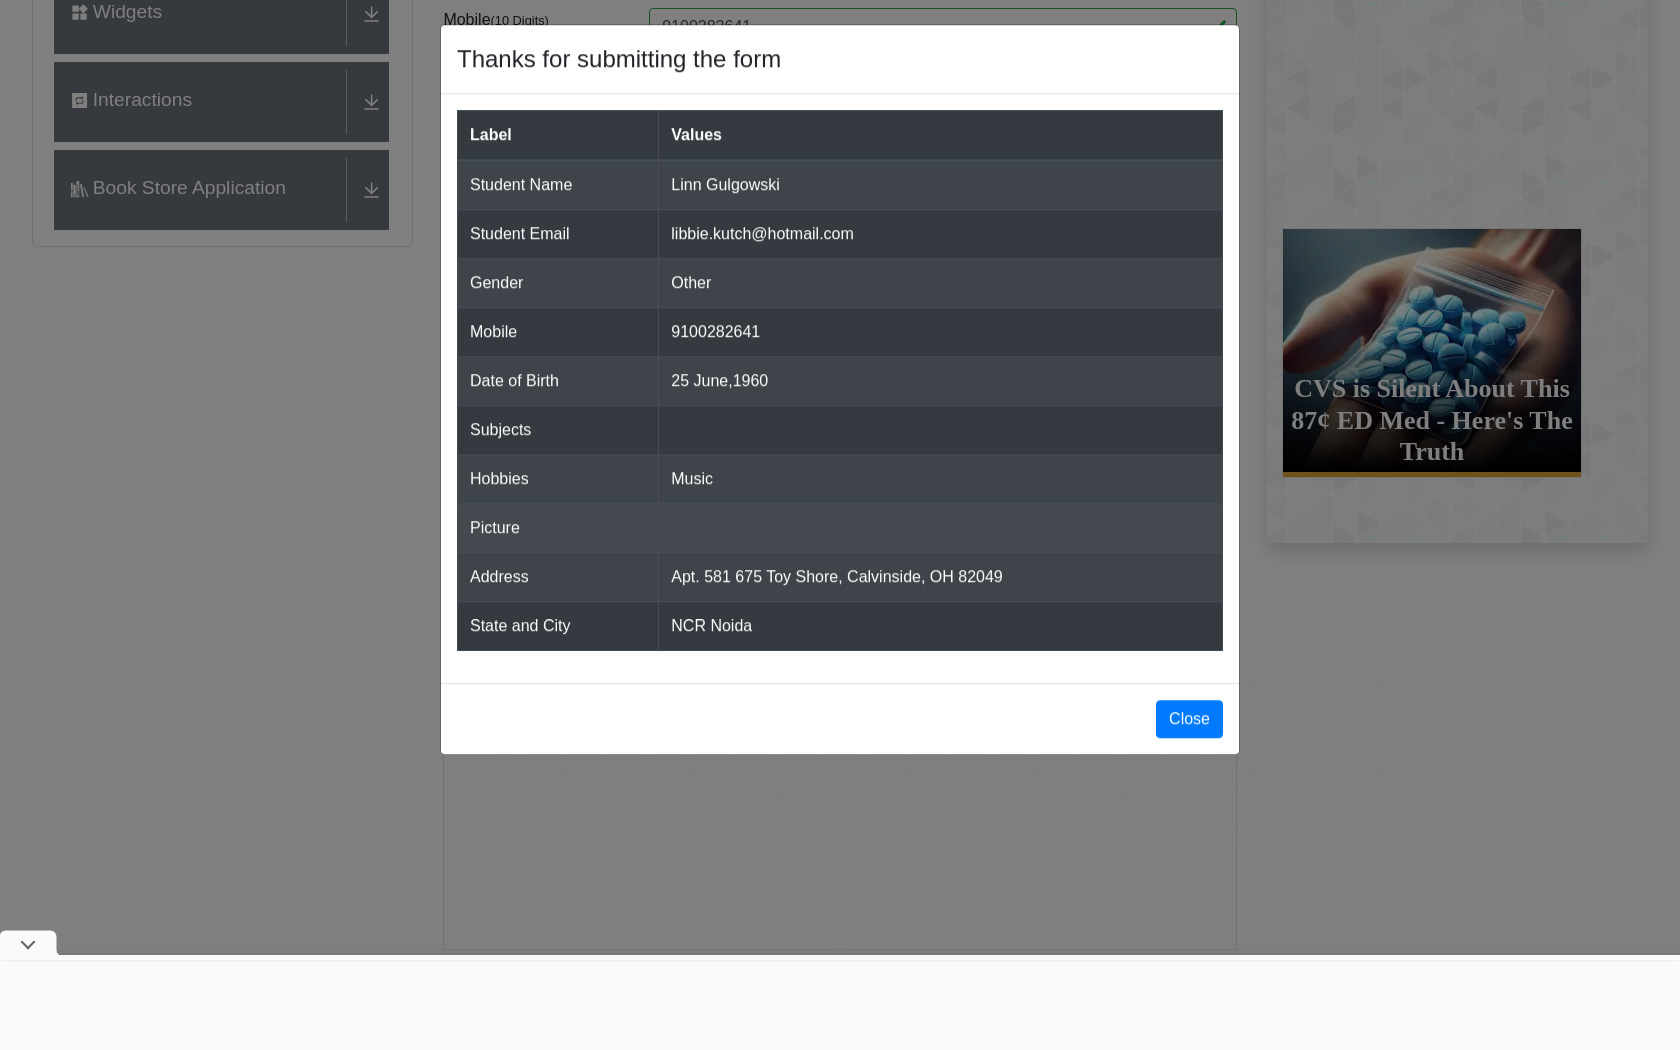 Widgets
Interactions
Book Store Application
Mobile(10 Digits)
9100282641
Thanks for submitting the form
Label Values
Student Name Linn Gulgowski
Student Email libbie.kutch@hotmail.com
Gender Other
Mobile 9100282641
Date of Birth 25 June,1960
Subjects
Hobbies Music
Picture
Address Apt. 581 675 Toy Shore, Calvinside, OH 82049
State and City NCR Noida
Close
CVS is Silent About This
87¢ ED Med - Here's The
Truth